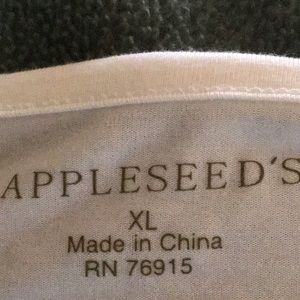 APPLESEED'S
XL
Made in China
RN 76915